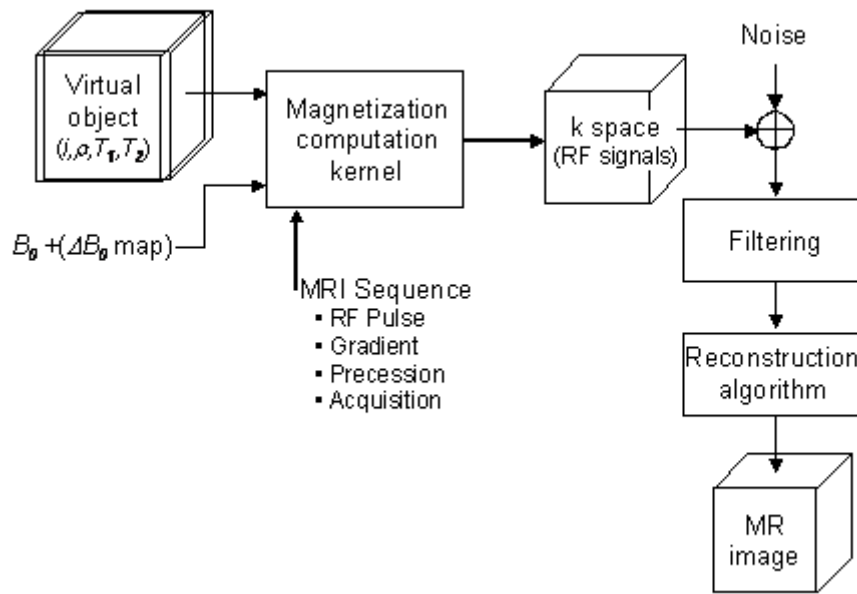 Virtual
object
(i,ρ,T₁,T₂)
B₀ +(ΔB₀ map)
Magnetization
computation
kernel
MRI Sequence
▪ RF Pulse
▪ Gradient
▪ Precession
▪ Acquisition
k space
(RF signals)
Noise
Filtering
Reconstruction
algorithm
MR
image